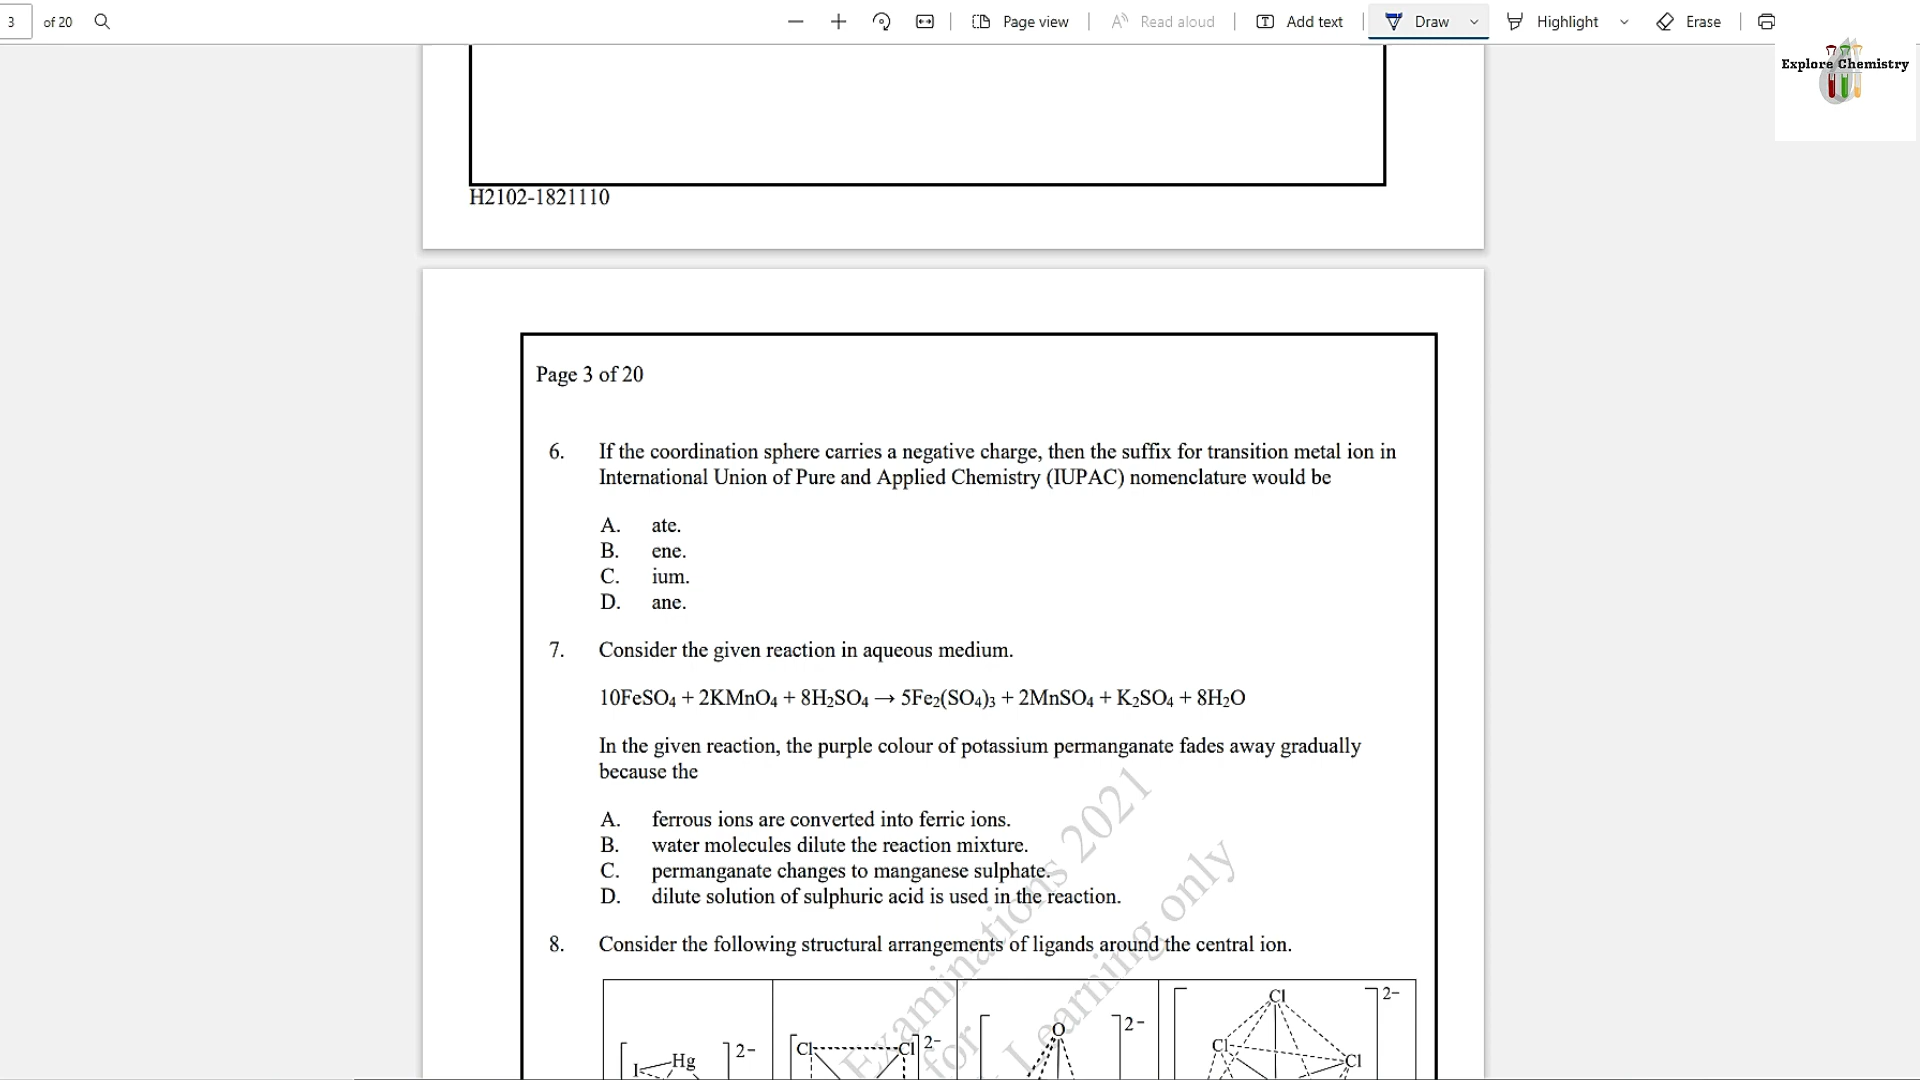 3 of 20 Page view Read aloud Add text Draw Highlight Erase
Explore Chemistry
H2102-1821110
Page 3 of 20
6. If the coordination sphere carries a negative charge, then the suffix for transition metal ion in
International Union of Pure and Applied Chemistry (IUPAC) nomenclature would be
A. ate.
B. ene.
C. ium.
D. ane.
7. Consider the given reaction in aqueous medium.
10FeSO₄ + 2KMnO₄ + 8H₂SO₄ → 5Fe₂(SO₄)₃ + 2MnSO₄ + K₂SO₄ + 8H₂O
In the given reaction, the purple colour of potassium permanganate fades away gradually
because the
A. ferrous ions are converted into ferric ions.
B. water molecules dilute the reaction mixture.
C. permanganate changes to manganese sulphate.
D. dilute solution of sulphuric acid is used in the reaction.
Examinations 2021
for Learning only
8. Consider the following structural arrangements of ligands around the central ion.
I Hg 2−
Cl Cl 2−
O 2−
Cl Cl Cl 2−